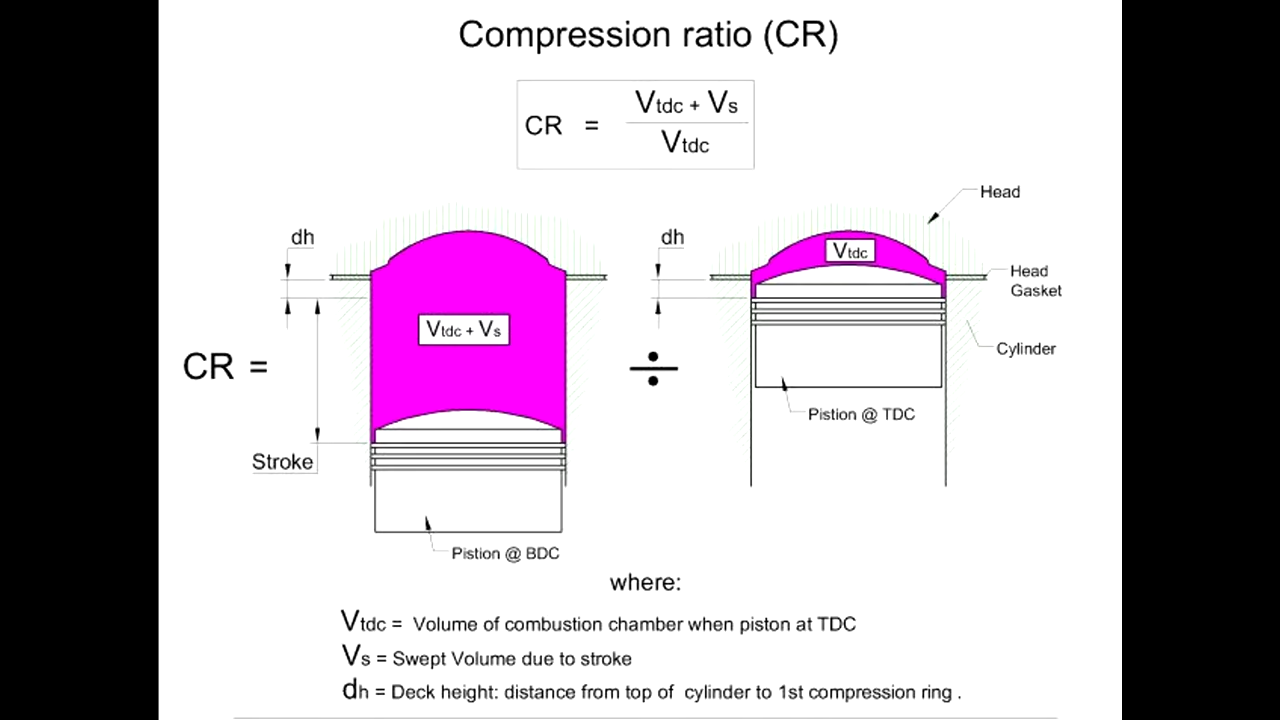 Compression ratio (CR)
CR = Vtdc + Vs
Vtdc
Head
dh
dh
Vtdc
Head
Gasket
Vtdc + Vs
Cylinder
CR = ÷
Pistion @ TDC
Stroke
Pistion @ BDC
where:
Vtdc = Volume of combustion chamber when piston at TDC
Vs = Swept Volume due to stroke
dh = Deck height: distance from top of cylinder to 1st compression ring .